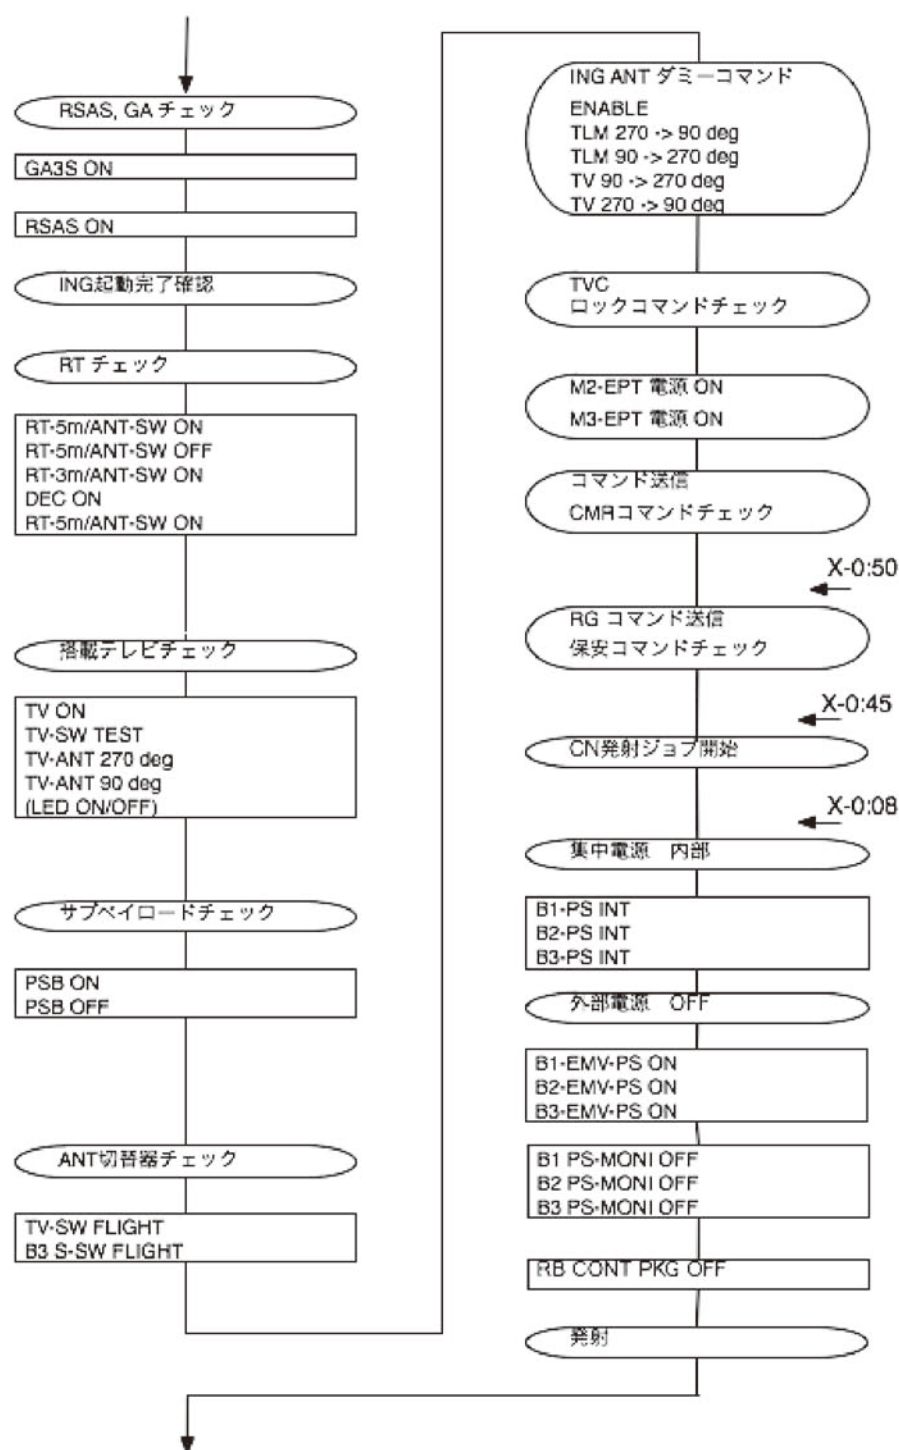 RSAS, GA チェック
GA3S ON
RSAS ON
ING起動完了確認
RT チェック
RT-5m/ANT-SW ON
RT-5m/ANT-SW OFF
RT-3m/ANT-SW ON
DEC ON
RT-5m/ANT-SW ON
搭載テレビチェック
TV ON
TV-SW TEST
TV-ANT 270 deg
TV-ANT 90 deg
(LED ON/OFF)
サブペイロードチェック
PSB ON
PSB OFF
ANT切替器チェック
TV-SW FLIGHT
B3 S-SW FLIGHT
ING ANT ダミーコマンド
ENABLE
TLM 270 -> 90 deg
TLM 90 -> 270 deg
TV 90 -> 270 deg
TV 270 -> 90 deg
TVC
ロックコマンドチェック
M2-EPT 電源 ON
M3-EPT 電源 ON
コマンド送信
CMRコマンドチェック
X-0:50
RG コマンド送信
保安コマンドチェック
X-0:45
CN発射ジョブ開始
X-0:08
集中電源　内部
B1-PS INT
B2-PS INT
B3-PS INT
外部電源　OFF
B1-EMV-PS ON
B2-EMV-PS ON
B3-EMV-PS ON
B1 PS-MONI OFF
B2 PS-MONI OFF
B3 PS-MONI OFF
RB CONT PKG OFF
発射